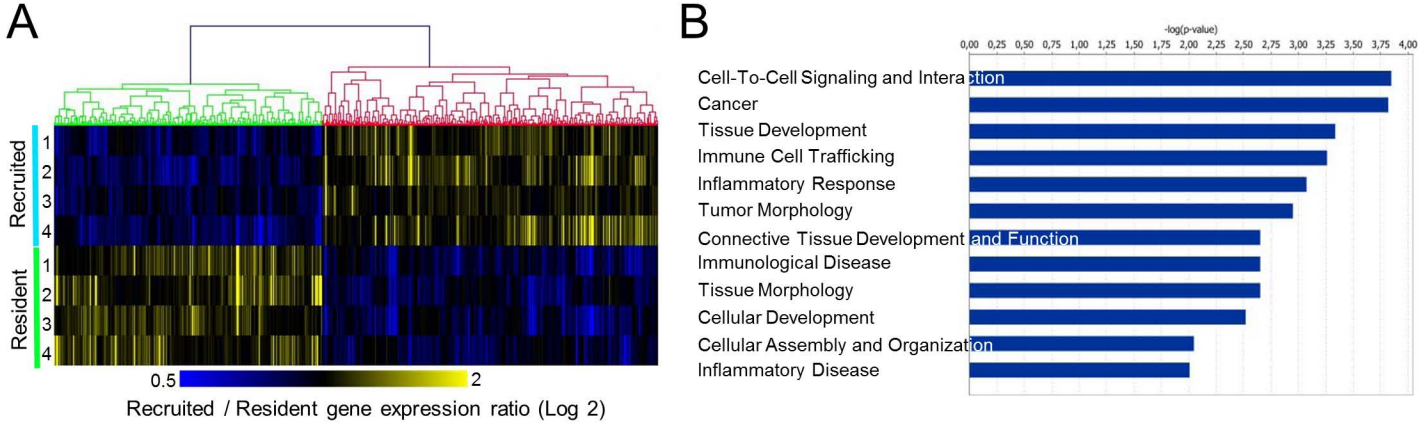 A
Recruited
1
2
3
4
Resident
1
2
3
4
0.5
2
Recruited / Resident gene expression ratio (Log 2)
B
-log(p-value)
0,00 0,25 0,50 0,75 1,00 1,25 1,50 1,75 2,00 2,25 2,50 2,75 3,00 3,25 3,50 3,75 4,00
Cell-To-Cell Signaling and Interaction
Cancer
Tissue Development
Immune Cell Trafficking
Inflammatory Response
Tumor Morphology
Connective Tissue Development and Function
Immunological Disease
Tissue Morphology
Cellular Development
Cellular Assembly and Organization
Inflammatory Disease